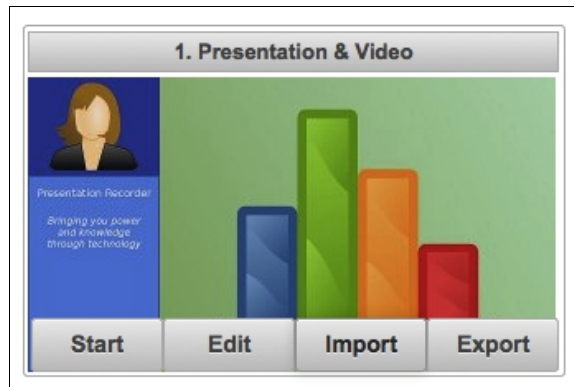 1. Presentation & Video
Presentation Recorder
Bringing you power
and knowledge
through technology
Start
Edit
Import
Export